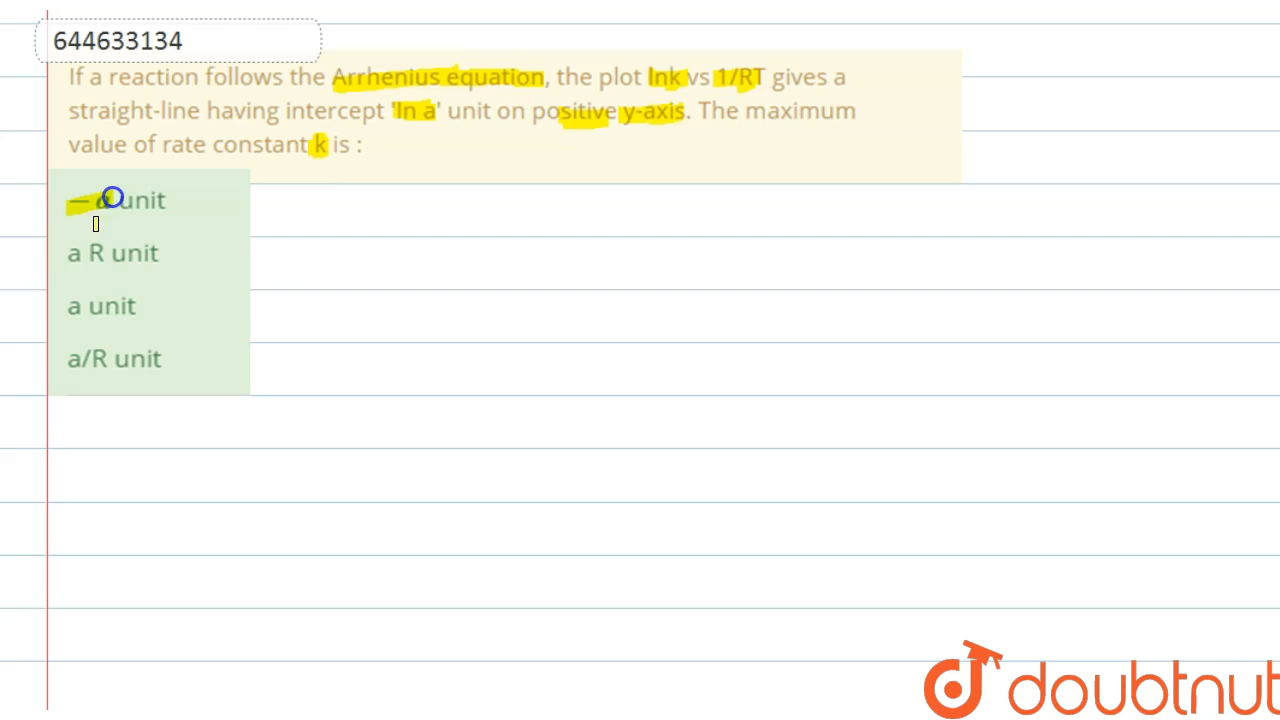 644633134
If a reaction follows the Arrhenius equation, the plot lnk vs 1/RT gives a
straight-line having intercept 'ln a' unit on positive y-axis. The maximum
value of rate constant k is :
— a unit
a R unit
a unit
a/R unit
doubtnut